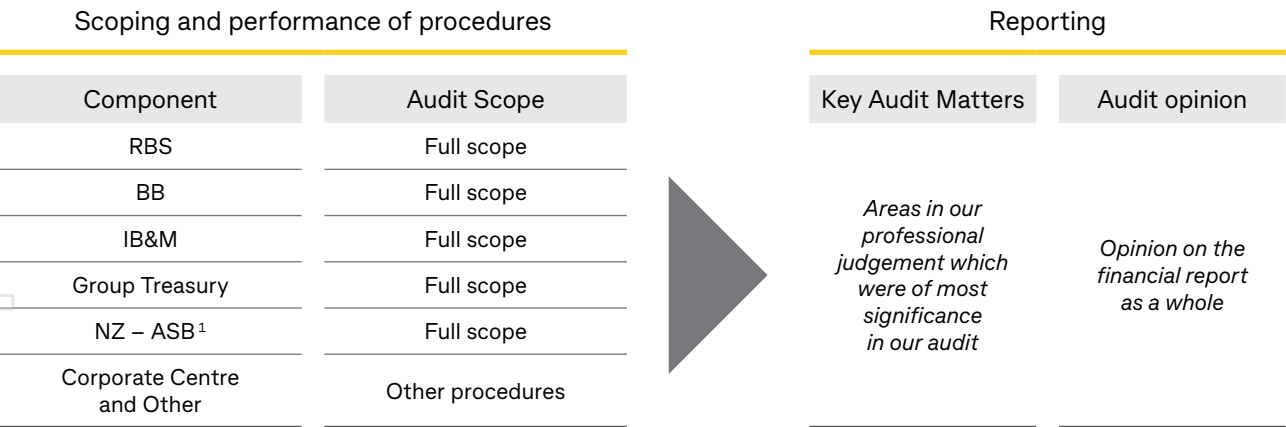 Scoping and performance of procedures
Reporting
Component
Audit Scope
Key Audit Matters
Audit opinion
RBS
Full scope
BB
Full scope
IB&M
Full scope
Group Treasury
Full scope
NZ – ASB¹
Full scope
Corporate Centre
and Other
Other procedures
Areas in our
professional
judgement which
were of most
significance
in our audit
Opinion on the
financial report
as a whole